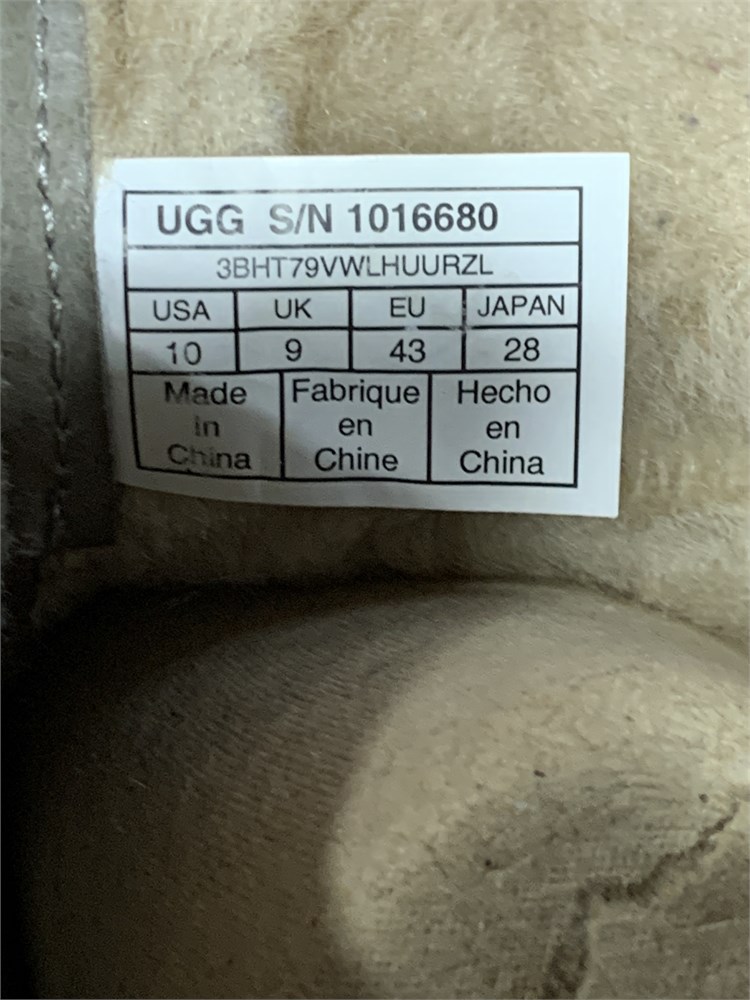 UGG S/N 1016680
3BHT79VWLHUURZL
USA UK EU JAPAN
10 9 43 28
Made Fabrique Hecho
in en en
China Chine China